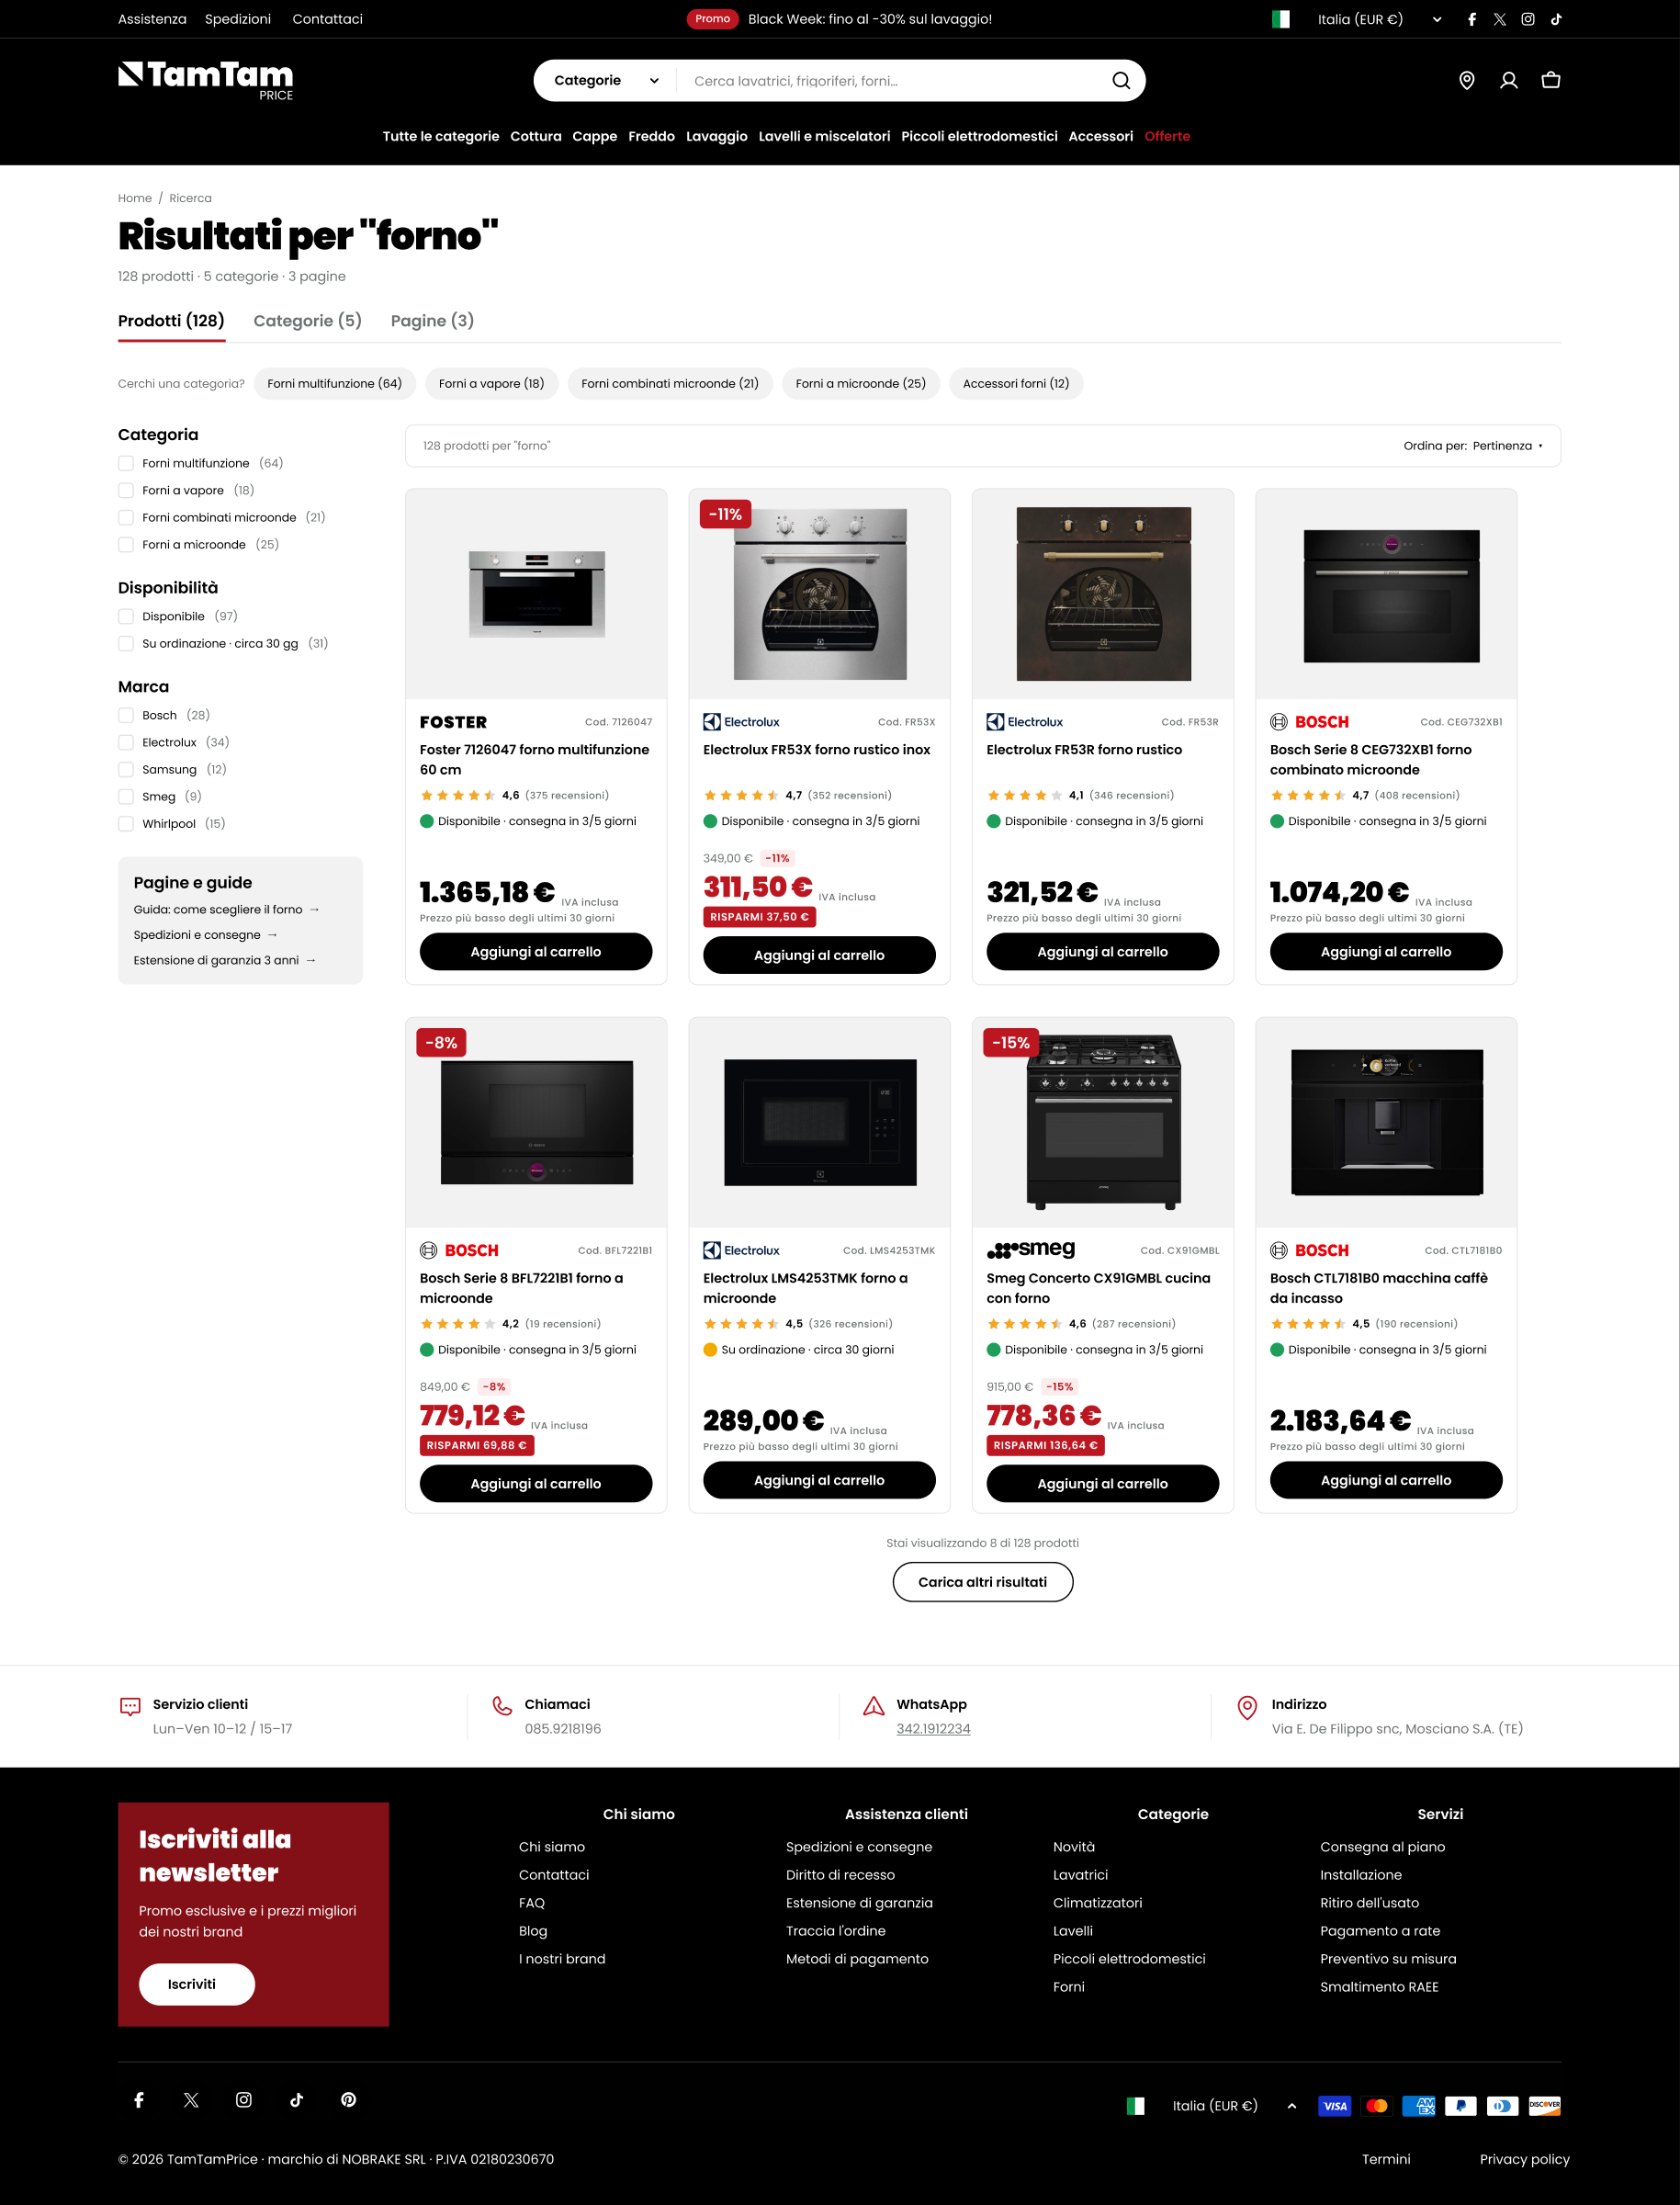 Assistenza Spedizioni Contattaci
Promo Black Week: fino al -30% sul lavaggio!
Italia (EUR €)
TamTam
PRICE
Categorie
Cerca lavatrici, frigoriferi, forni...
Tutte le categorie Cottura Cappe Freddo Lavaggio Lavelli e miscelatori Piccoli elettrodomestici Accessori Offerte
Home / Ricerca
Risultati per "forno"
128 prodotti · 5 categorie · 3 pagine
Prodotti (128) Categorie (5) Pagine (3)
Cerchi una categoria? Forni multifunzione (64) Forni a vapore (18) Forni combinati microonde (21) Forni a microonde (25) Accessori forni (12)
Categoria
Forni multifunzione (64)
Forni a vapore (18)
Forni combinati microonde (21)
Forni a microonde (25)
Disponibilità
Disponibile (97)
Su ordinazione · circa 30 gg (31)
Marca
Bosch (28)
Electrolux (34)
Samsung (12)
Smeg (9)
Whirlpool (15)
Pagine e guide
Guida: come scegliere il forno →
Spedizioni e consegne →
Estensione di garanzia 3 anni →
128 prodotti per "forno"
Ordina per: Pertinenza
FOSTER Cod. 7126047
Foster 7126047 forno multifunzione
60 cm
4,6 (375 recensioni)
Disponibile · consegna in 3/5 giorni
1.365,18 € IVA inclusa
Prezzo più basso degli ultimi 30 giorni
Aggiungi al carrello
-11%
Electrolux Cod. FR53X
Electrolux FR53X forno rustico inox
4,7 (352 recensioni)
Disponibile · consegna in 3/5 giorni
349,00 € -11%
311,50 € IVA inclusa
RISPARMI 37,50 €
Aggiungi al carrello
Electrolux Cod. FR53R
Electrolux FR53R forno rustico
4,1 (346 recensioni)
Disponibile · consegna in 3/5 giorni
321,52 € IVA inclusa
Prezzo più basso degli ultimi 30 giorni
Aggiungi al carrello
BOSCH Cod. CEG732XB1
Bosch Serie 8 CEG732XB1 forno
combinato microonde
4,7 (408 recensioni)
Disponibile · consegna in 3/5 giorni
1.074,20 € IVA inclusa
Prezzo più basso degli ultimi 30 giorni
Aggiungi al carrello
-8%
BOSCH Cod. BFL7221B1
Bosch Serie 8 BFL7221B1 forno a
microonde
4,2 (19 recensioni)
Disponibile · consegna in 3/5 giorni
849,00 € -8%
779,12 € IVA inclusa
RISPARMI 69,88 €
Aggiungi al carrello
Electrolux Cod. LMS4253TMK
Electrolux LMS4253TMK forno a
microonde
4,5 (326 recensioni)
Su ordinazione · circa 30 giorni
289,00 € IVA inclusa
Prezzo più basso degli ultimi 30 giorni
Aggiungi al carrello
-15%
smeg Cod. CX91GMBL
Smeg Concerto CX91GMBL cucina
con forno
4,6 (287 recensioni)
Disponibile · consegna in 3/5 giorni
915,00 € -15%
778,36 € IVA inclusa
RISPARMI 136,64 €
Aggiungi al carrello
BOSCH Cod. CTL7181B0
Bosch CTL7181B0 macchina caffè
da incasso
4,5 (190 recensioni)
Disponibile · consegna in 3/5 giorni
2.183,64 € IVA inclusa
Prezzo più basso degli ultimi 30 giorni
Aggiungi al carrello
Stai visualizzando 8 di 128 prodotti
Carica altri risultati
Servizio clienti
Lun–Ven 10–12 / 15–17
Chiamaci
085.9218196
WhatsApp
342.1912234
Indirizzo
Via E. De Filippo snc, Mosciano S.A. (TE)
Iscriviti alla
newsletter
Promo esclusive e i prezzi migliori
dei nostri brand
Iscriviti
Chi siamo
Chi siamo
Contattaci
FAQ
Blog
I nostri brand
Assistenza clienti
Spedizioni e consegne
Diritto di recesso
Estensione di garanzia
Traccia l'ordine
Metodi di pagamento
Categorie
Novità
Lavatrici
Climatizzatori
Lavelli
Piccoli elettrodomestici
Forni
Servizi
Consegna al piano
Installazione
Ritiro dell'usato
Pagamento a rate
Preventivo su misura
Smaltimento RAEE
Italia (EUR €)
VISA
AMEX
DISCOVER
© 2026 TamTamPrice · marchio di NOBRAKE SRL · P.IVA 02180230670
Termini Privacy policy